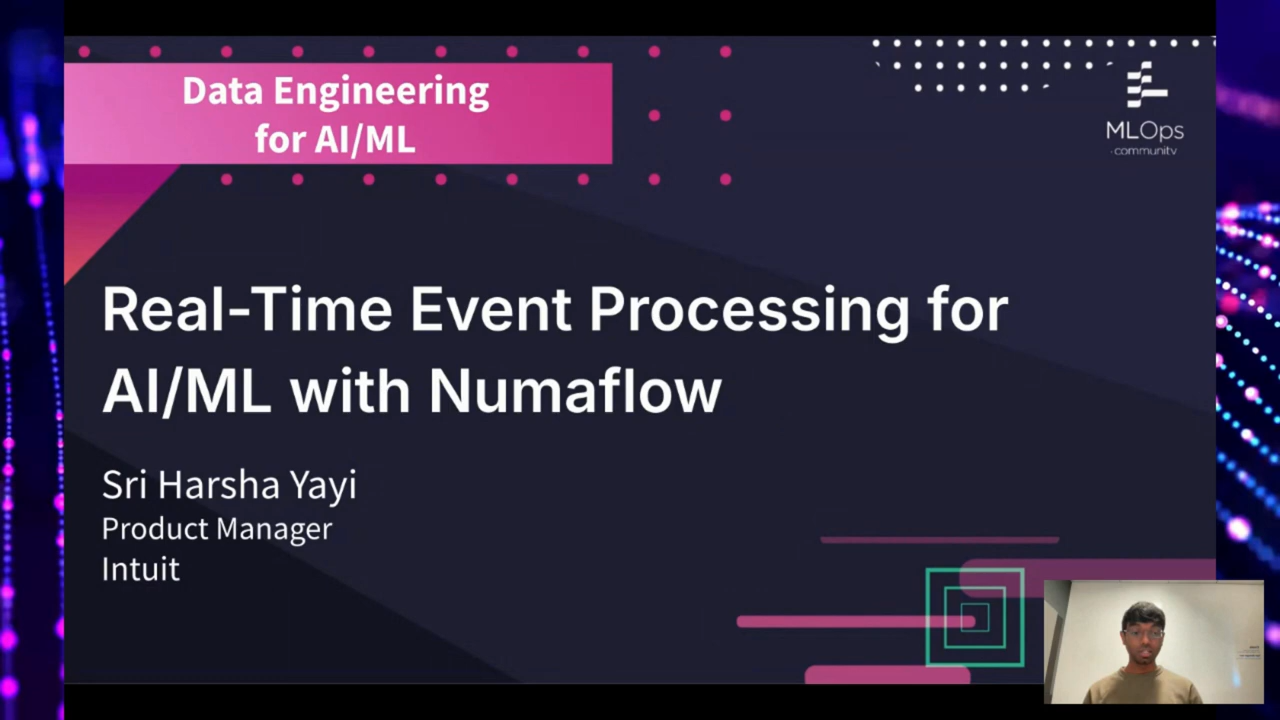 Data Engineering
for AI/ML
MLOps
community
Real-Time Event Processing for
AI/ML with Numaflow
Sri Harsha Yayi
Product Manager
Intuit